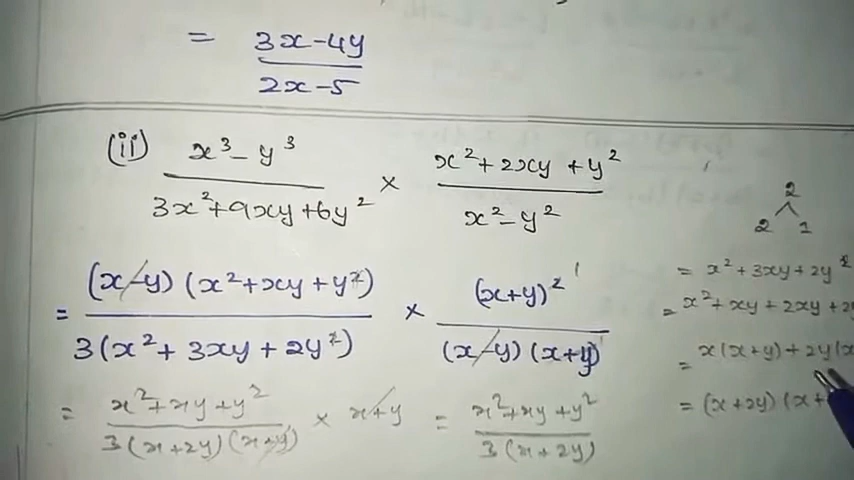 = (3x-4y)/(2x-5)
(ii) (x³-y³)/(3x²+9xy+6y²) × (x²+2xy+y²)/(x²-y²)
= (x-y)(x²+xy+y²)/3(x²+3xy+2y²) × (x+y)²/(x-y)(x+y)
= (x²+xy+y²)/3(x+2y)(x+y) × x+y = (x²+xy+y²)/3(x+2y)
2
2 1
= x²+3xy+2y²
= x²+xy+2xy+2y
= x(x+y)+2y(x
= (x+2y)(x+